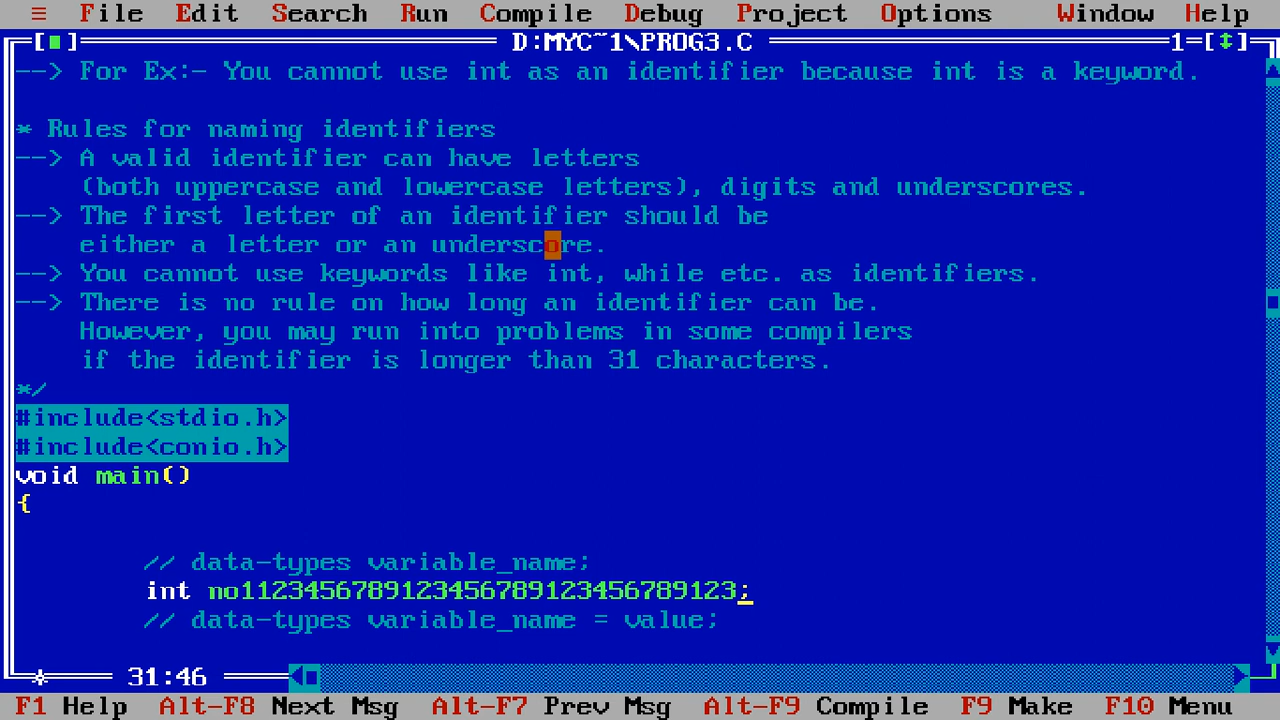 ≡ File Edit Search Run Compile Debug Project Options Window Help
[■] D:MYC~1\PROG3.C 1=[↕]
--> For Ex:- You cannot use int as an identifier because int is a keyword.
* Rules for naming identifiers
--> A valid identifier can have letters
(both uppercase and lowercase letters), digits and underscores.
--> The first letter of an identifier should be
either a letter or an underscore.
--> You cannot use keywords like int, while etc. as identifiers.
--> There is no rule on how long an identifier can be.
However, you may run into problems in some compilers
if the identifier is longer than 31 characters.
*/
#include<stdio.h>
#include<conio.h>
void main()
{
// data-types variable_name;
int no1123456789123456789123456789123;
// data-types variable_name = value;
31:46
F1 Help Alt-F8 Next Msg Alt-F7 Prev Msg Alt-F9 Compile F9 Make F10 Menu